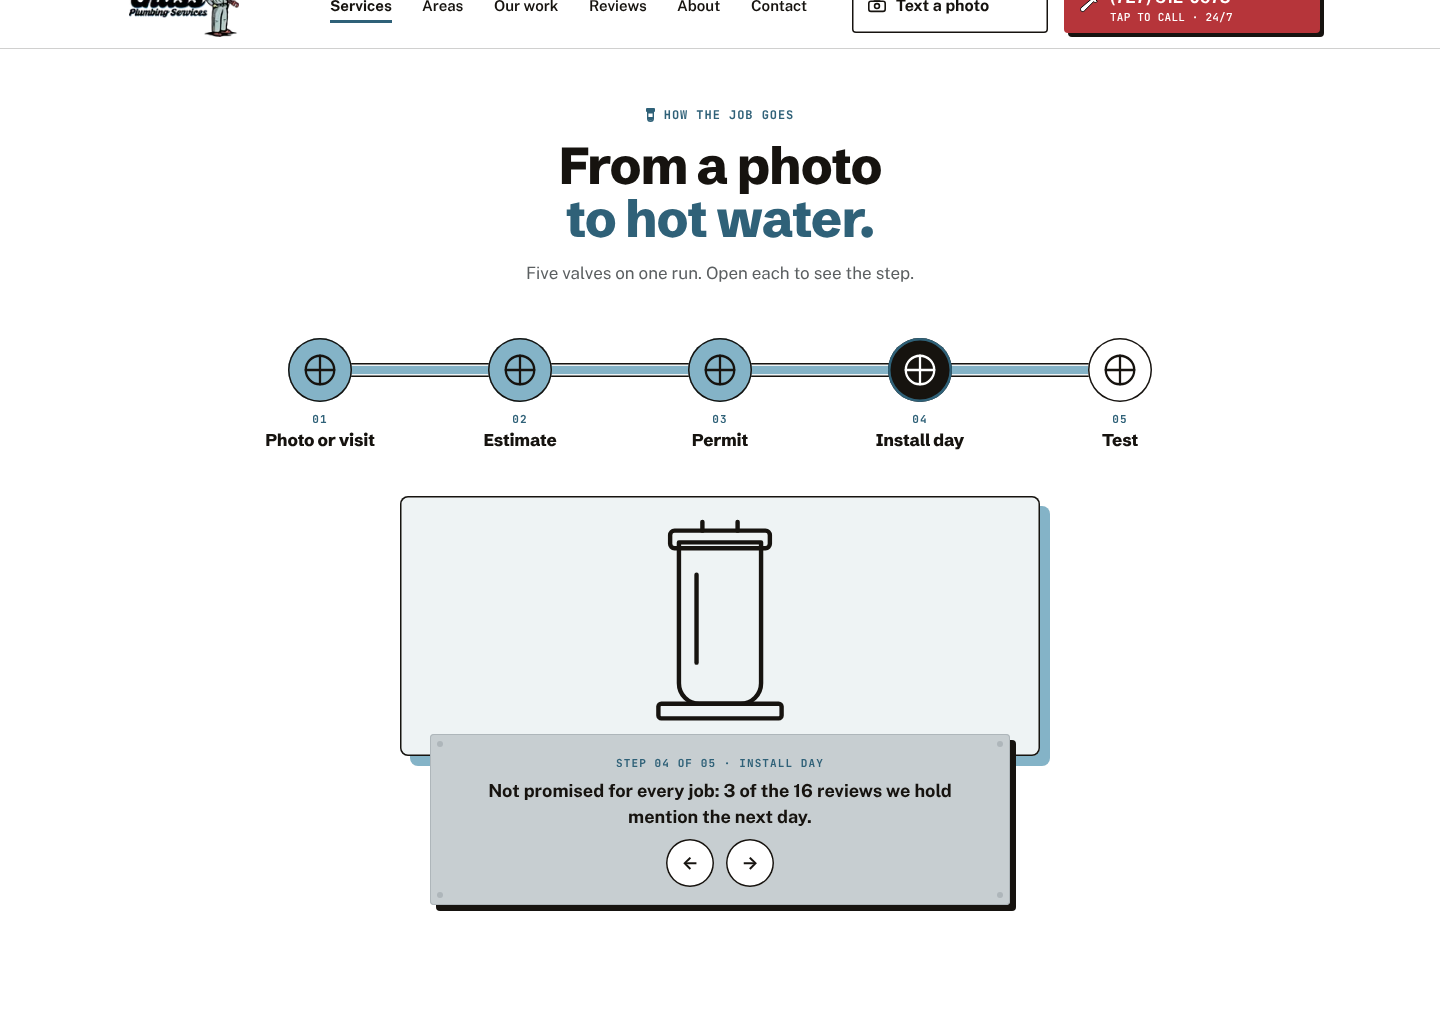 Plumbing Services
Services
Areas
Our work
Reviews
About
Contact
Text a photo
TAP TO CALL · 24/7
HOW THE JOB GOES
From a photo
to hot water.
Five valves on one run. Open each to see the step.
01
Photo or visit
02
Estimate
03
Permit
04
Install day
05
Test
STEP 04 OF 05 · INSTALL DAY
Not promised for every job: 3 of the 16 reviews we hold
mention the next day.